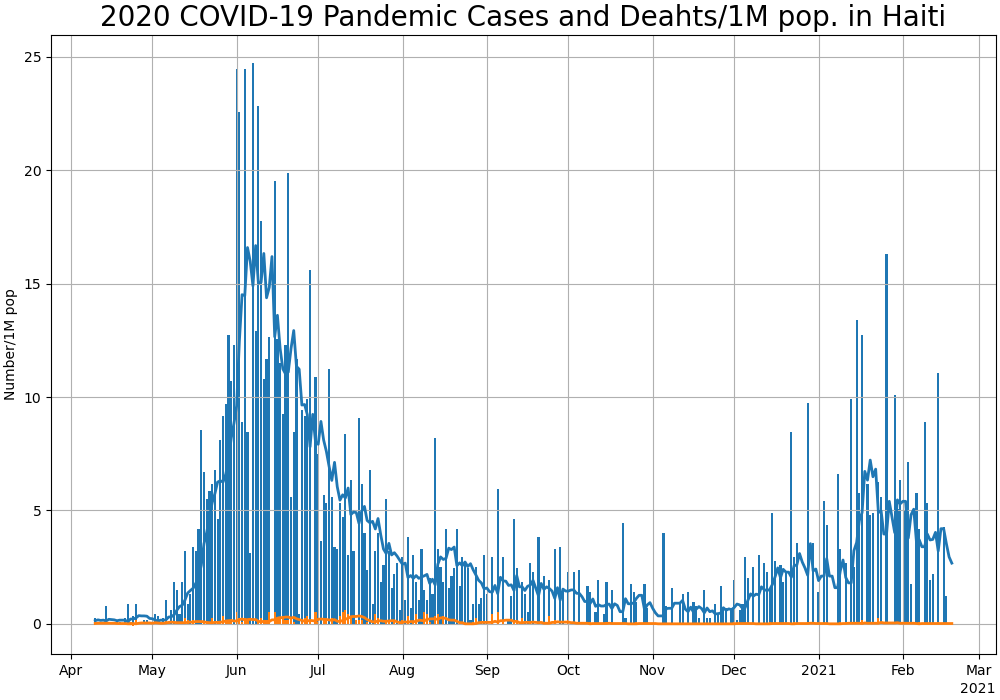 2020 COVID-19 Pandemic Cases and Deahts/1M pop. in Haiti
25
20
15
10
5
0
Number/1M pop
Apr May Jun Jul Aug Sep Oct Nov Dec 2021 Feb Mar
2021